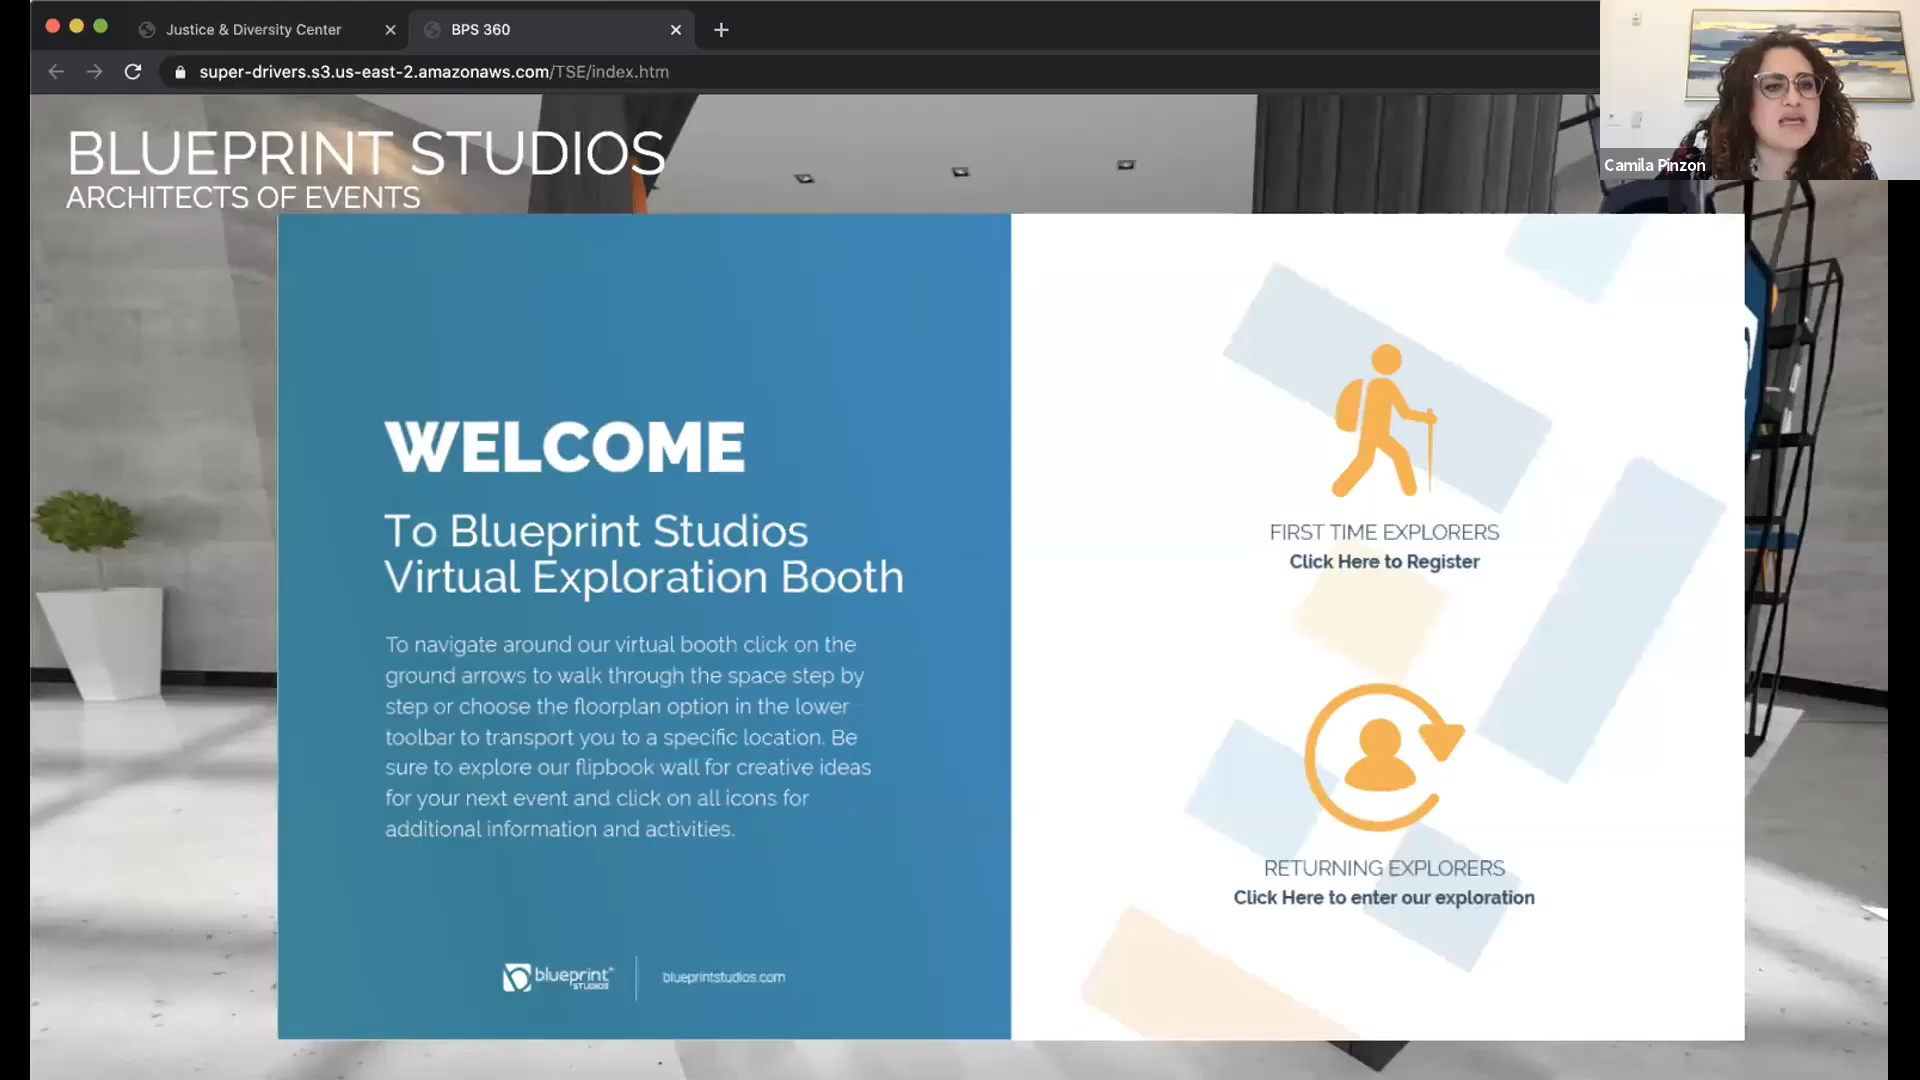 Justice & Diversity Center
BPS 360
super-drivers.s3.us-east-2.amazonaws.com/TSE/index.htm
Camila Pinzon
BLUEPRINT STUDIOS
ARCHITECTS OF EVENTS
WELCOME
To Blueprint Studios
Virtual Exploration Booth
To navigate around our virtual booth click on the
ground arrows to walk through the space step by
step or choose the floorplan option in the lower
toolbar to transport you to a specific location. Be
sure to explore our flipbook wall for creative ideas
for your next event and click on all icons for
additional information and activities.
blueprint
STUDIOS
blueprintstudios.com
FIRST TIME EXPLORERS
Click Here to Register
RETURNING EXPLORERS
Click Here to enter our exploration